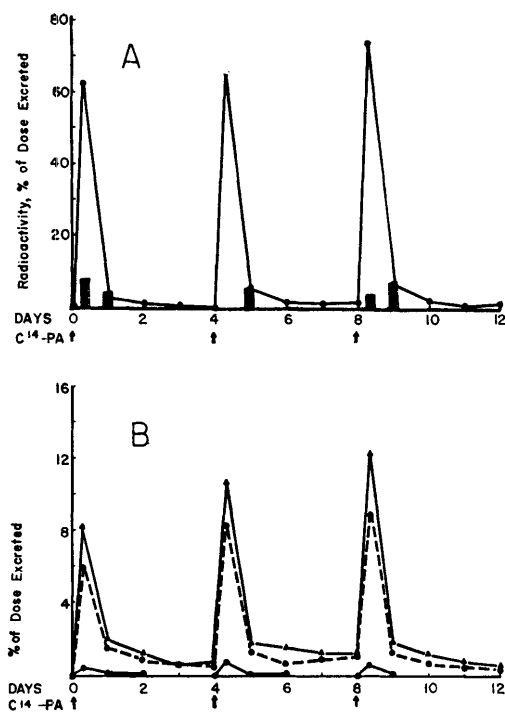 A
Radioactivity, % of Dose Excreted
80
60
40
20
DAYS 0 2 4 6 8 10 12
C14-PA
B
% of Dose Excreted
16
12
8
4
DAYS 0 2 4 6 8 10 12
C14-PA